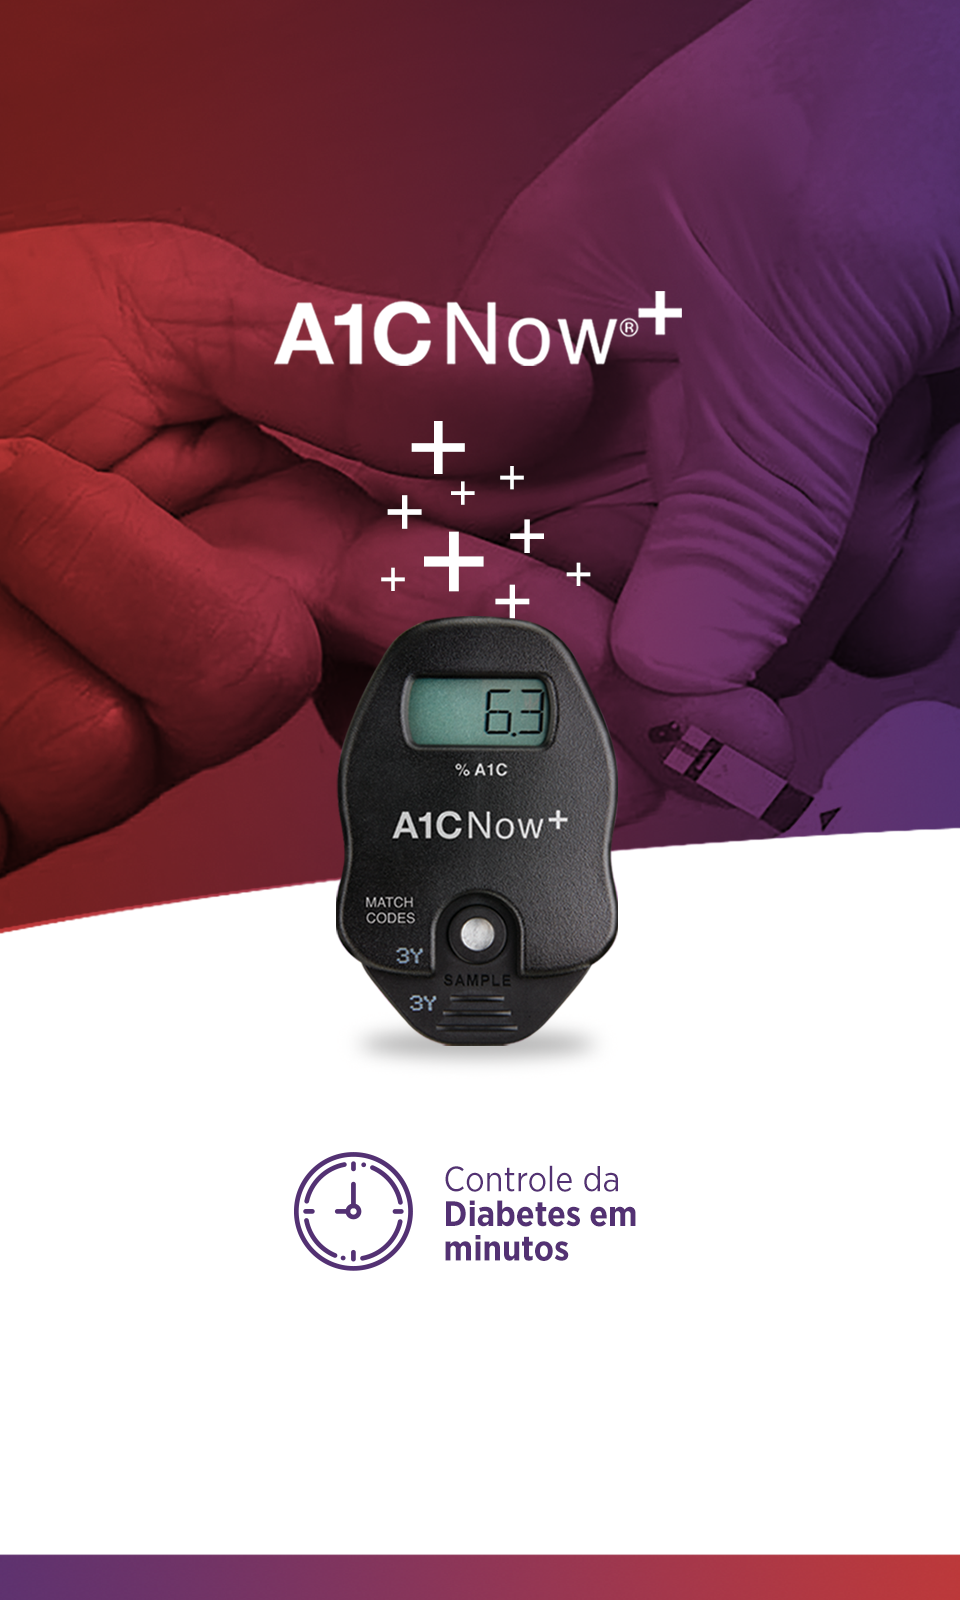 A1CNow®+
6.3
% A1C
A1CNow+
MATCH
CODES
3Y
SAMPLE
3Y
Controle da
Diabetes em
minutos